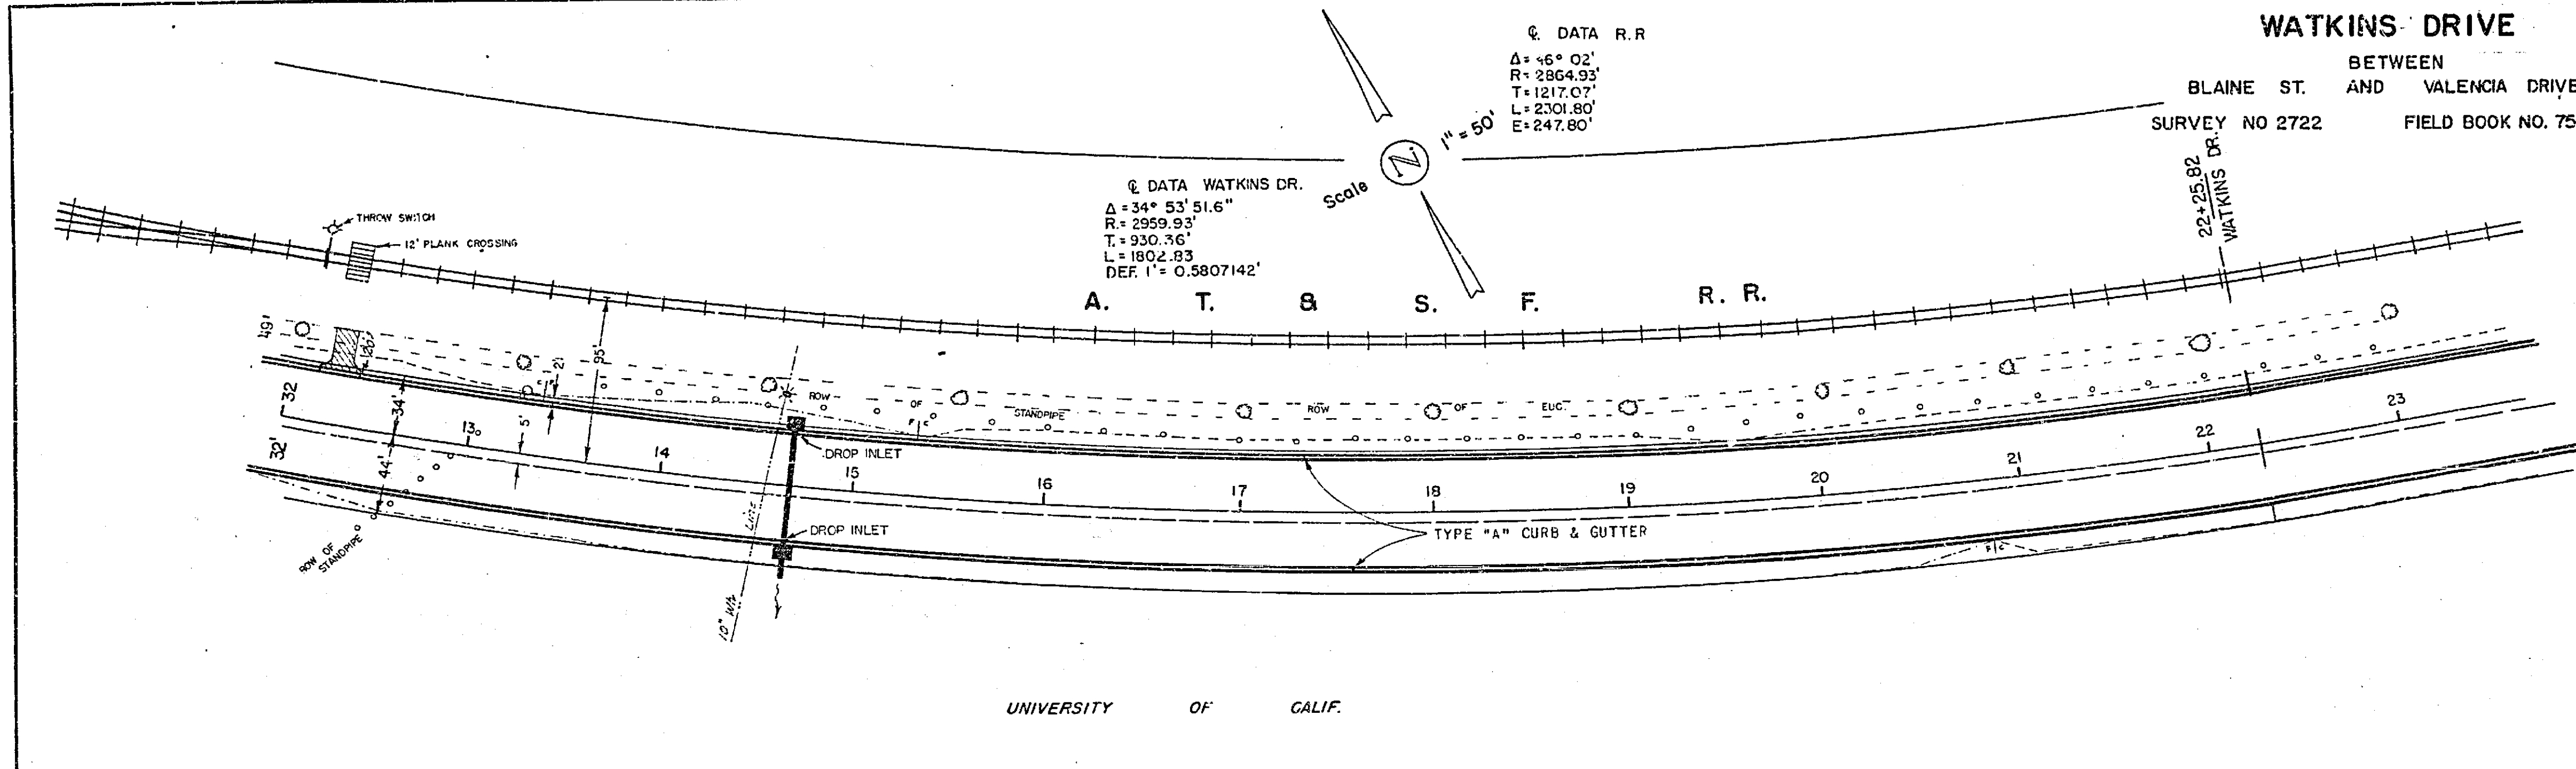 WATKINS DRIVE
BETWEEN
BLAINE ST. AND VALENCIA DRIVE
SURVEY NO 2722 FIELD BOOK NO. 75
℄ DATA R.R
Δ= 46° 02'
R= 2864.93'
T= 1217.07'
L= 2301.80'
E= 247.80'
N.
Scale 1" = 50'
℄ DATA WATKINS DR.
Δ = 34° 53' 51.6"
R.= 2959.93'
T. = 930.36'
L = 1802.83
DEF. 1' = 0.5807142'
22+25.82
WATKINS DR.
THROW SWITCH
12' PLANK CROSSING
A. T. & S. F. R. R.
49'
20'
2'
95'
ROW OF STANDPIPE
ROW OF EUC.
F C
32
34'
5'
13
14
15
16
17
18
19
20
21
22
23
DROP INLET
32'
44'
LINE
DROP INLET
TYPE "A" CURB & GUTTER
F C
ROW OF
STANDPIPE
10"
UNIVERSITY OF CALIF.